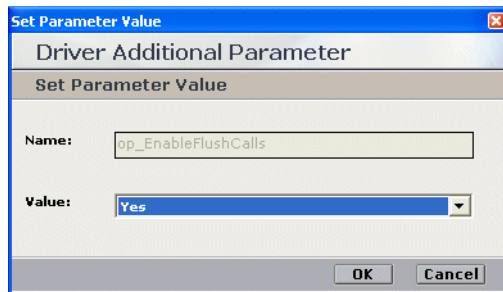 Set Parameter Value
Driver Additional Parameter
Set Parameter Value
Name: op_EnableFlushCalls
Value: Yes
OK Cancel